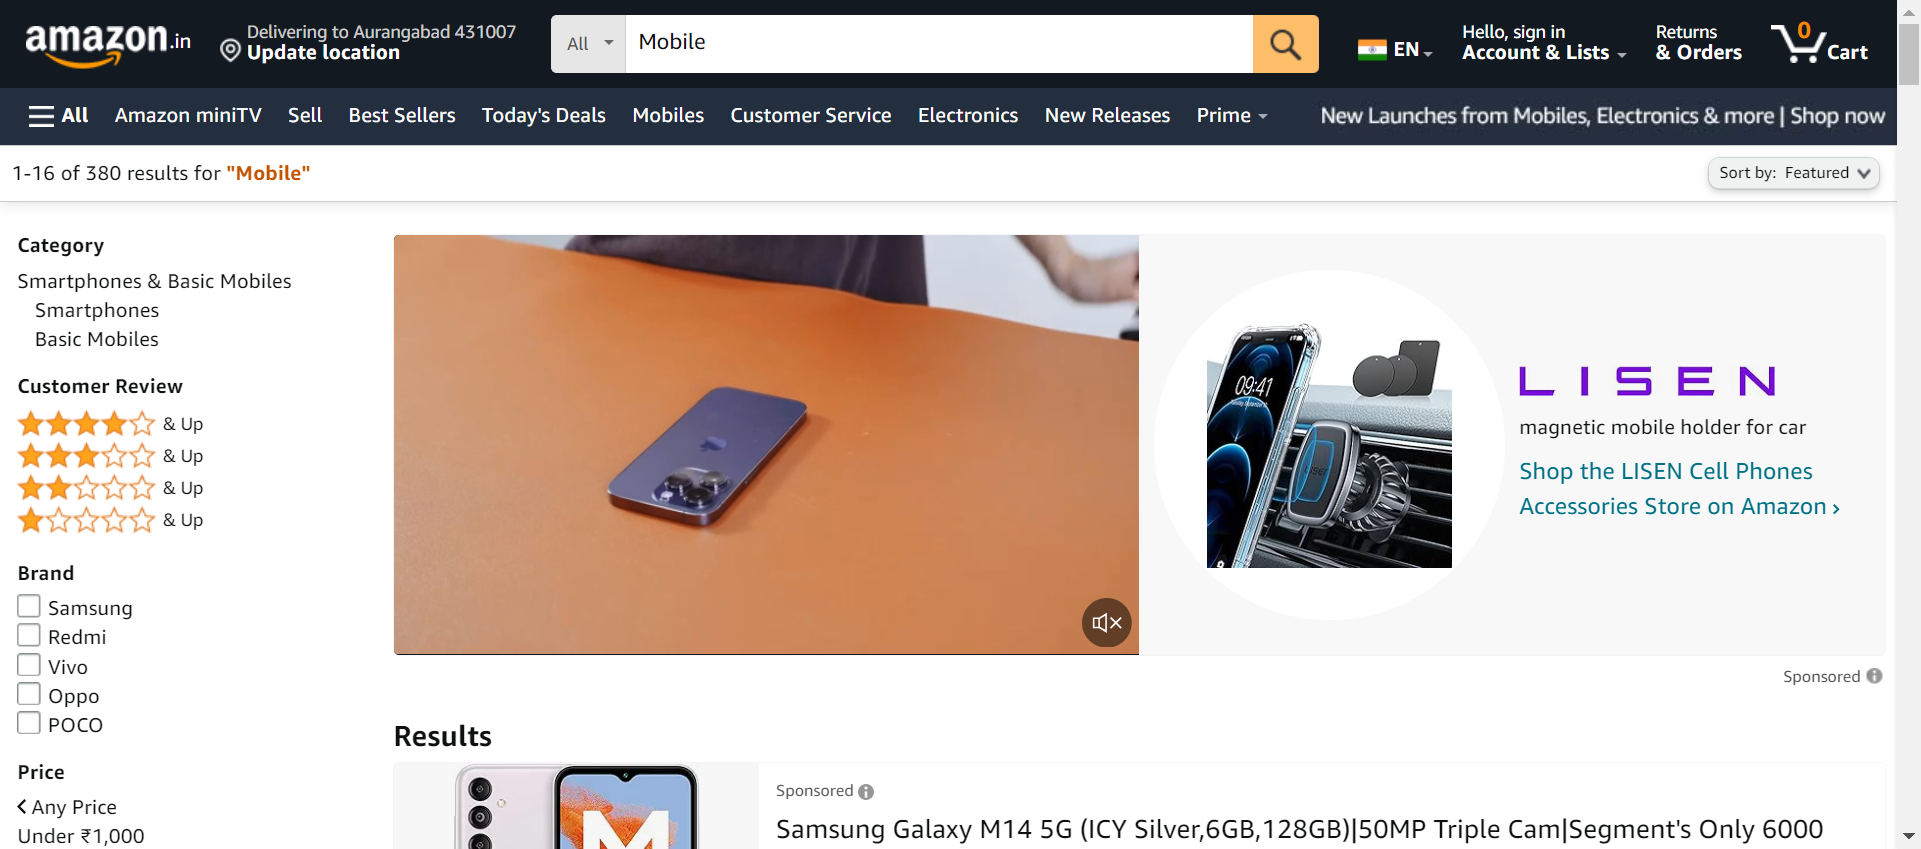 amazon.in
Delivering to Aurangabad 431007
Update location
All
Mobile
EN
Hello, sign in
Account & Lists
Returns
& Orders
0
Cart
All
Amazon miniTV
Sell
Best Sellers
Today's Deals
Mobiles
Customer Service
Electronics
New Releases
Prime
New Launches from Mobiles, Electronics & more | Shop now
1-16 of 380 results for "Mobile"
Sort by: Featured
Category
Smartphones & Basic Mobiles
Smartphones
Basic Mobiles
Customer Review
& Up
& Up
& Up
& Up
Brand
Samsung
Redmi
Vivo
Oppo
POCO
Price
Any Price
Under ₹1,000
09:41
LISEN
LISEN
magnetic mobile holder for car
Shop the LISEN Cell Phones
Accessories Store on Amazon ›
Sponsored
Results
M
Sponsored
Samsung Galaxy M14 5G (ICY Silver,6GB,128GB)|50MP Triple Cam|Segment's Only 6000